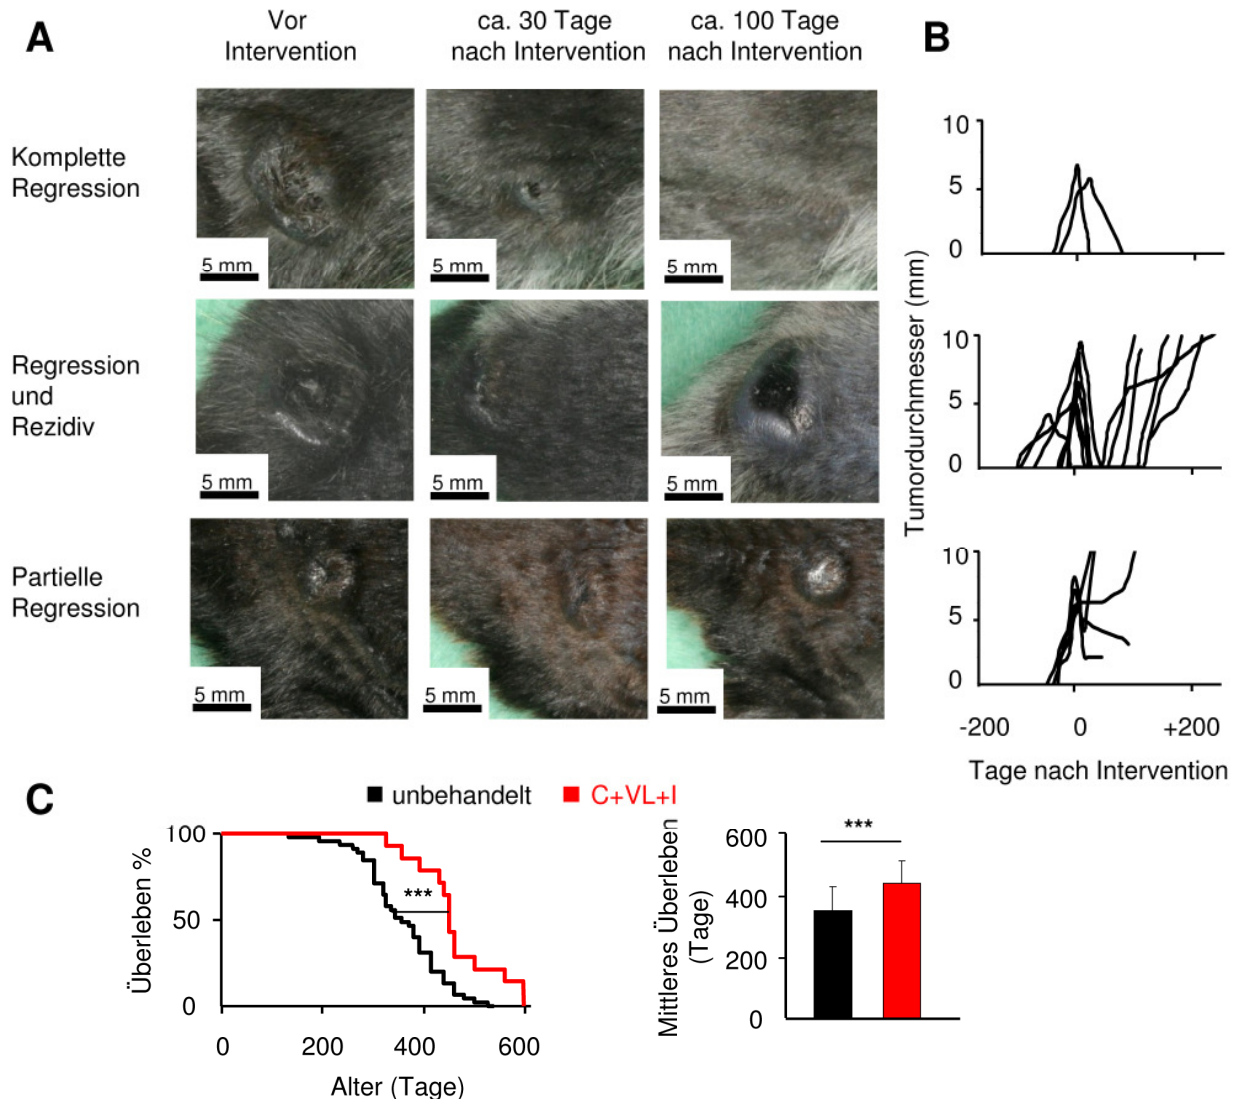 A
Vor
Intervention
ca. 30 Tage
nach Intervention
ca. 100 Tage
nach Intervention
B
Komplette
Regression
5 mm
5 mm
5 mm
Regression
und
Rezidiv
5 mm
5 mm
5 mm
Partielle
Regression
5 mm
5 mm
5 mm
Tumordurchmesser (mm)
10
5
0
10
5
0
10
5
0
-200
0
+200
Tage nach Intervention
C
unbehandelt
C+VL+I
Überleben %
100
50
0
***
0
200
400
600
Alter (Tage)
Mittleres Überleben
(Tage)
600
400
200
0
***